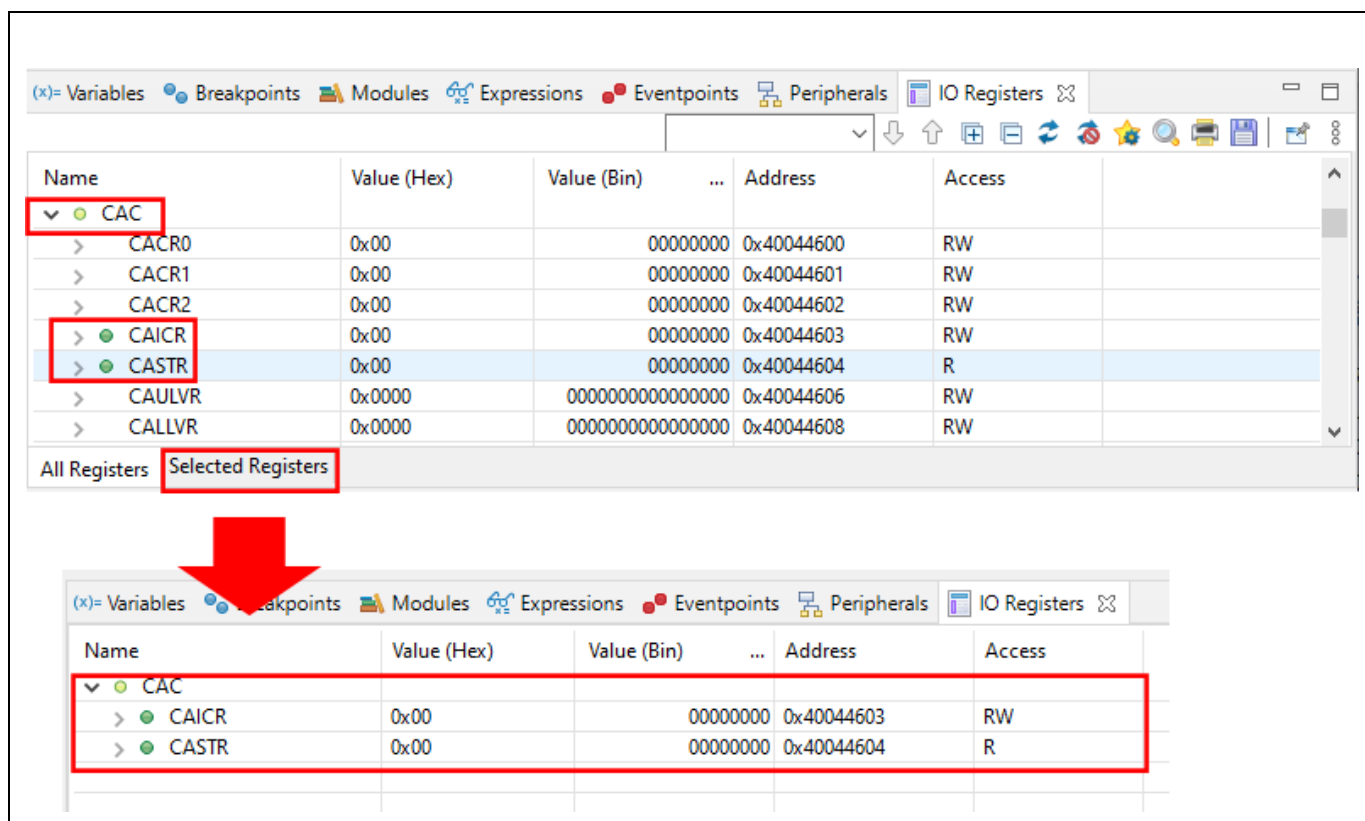 (x)= Variables Breakpoints Modules Expressions Eventpoints Peripherals IO Registers
Name Value (Hex) Value (Bin) ... Address Access
CAC
CACR0 0x00 00000000 0x40044600 RW
CACR1 0x00 00000000 0x40044601 RW
CACR2 0x00 00000000 0x40044602 RW
CAICR 0x00 00000000 0x40044603 RW
CASTR 0x00 00000000 0x40044604 R
CAULVR 0x0000 0000000000000000 0x40044606 RW
CALLVR 0x0000 0000000000000000 0x40044608 RW
All Registers Selected Registers
(x)= Variables eakpoints Modules Expressions Eventpoints Peripherals IO Registers
Name Value (Hex) Value (Bin) ... Address Access
CAC
CAICR 0x00 00000000 0x40044603 RW
CASTR 0x00 00000000 0x40044604 R